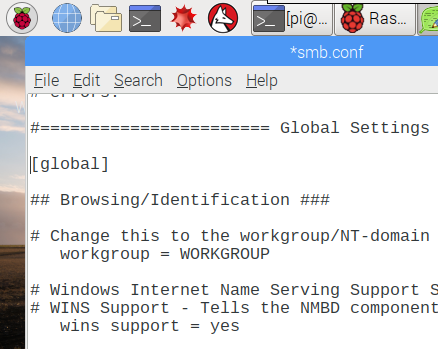 [pi@...
Ras...
*smb.conf
File Edit Search Options Help
# errors.
#======================= Global Settings
[global]
## Browsing/Identification ###
# Change this to the workgroup/NT-domain
workgroup = WORKGROUP
# Windows Internet Name Serving Support S
# WINS Support - Tells the NMBD component
wins support = yes